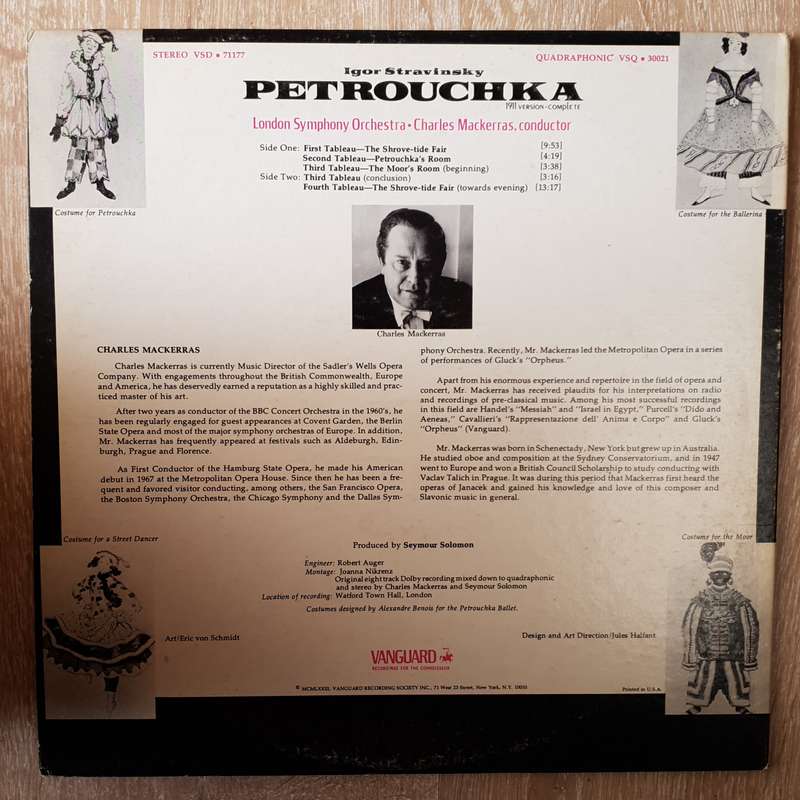 STEREO VSD • 71177
QUADRAPHONIC VSQ • 30021
Igor Stravinsky
PETROUCHKA
1911 VERSION-COMPLETE
London Symphony Orchestra • Charles Mackerras, conductor
Side One: First Tableau—The Shrove-tide Fair [9:53]
Second Tableau—Petrouchka's Room [4:19]
Third Tableau—The Moor's Room (beginning) [3:38]
Side Two: Third Tableau (conclusion) [3:16]
Fourth Tableau—The Shrove-tide Fair (towards evening) [13:17]
Costume for Petrouchka
Costume for the Ballerina
Charles Mackerras
CHARLES MACKERRAS
Charles Mackerras is currently Music Director of the Sadler's Wells Opera
Company. With engagements throughout the British Commonwealth, Europe
and America, he has deservedly earned a reputation as a highly skilled and prac-
ticed master of his art.
After two years as conductor of the BBC Concert Orchestra in the 1960's, he
has been regularly engaged for guest appearances at Covent Garden, the Berlin
State Opera and most of the major symphony orchestras of Europe. In addition,
Mr. Mackerras has frequently appeared at festivals such as Aldeburgh, Edin-
burgh, Prague and Florence.
As First Conductor of the Hamburg State Opera, he made his American
debut in 1967 at the Metropolitan Opera House. Since then he has been a fre-
quent and favored visitor conducting, among others, the San Francisco Opera,
the Boston Symphony Orchestra, the Chicago Symphony and the Dallas Sym-
phony Orchestra. Recently, Mr. Mackerras led the Metropolitan Opera in a series
of performances of Gluck's "Orpheus."
Apart from his enormous experience and repertoire in the field of opera and
concert, Mr. Mackerras has received plaudits for his interpretations on radio
and recordings of pre-classical music. Among his most successful recordings
in this field are Handel's "Messiah" and "Israel in Egypt," Purcell's "Dido and
Aeneas," Cavallieri's "Rappresentazione dell' Anima e Corpo" and Gluck's
"Orpheus" (Vanguard).
Mr. Mackerras was born in Schenectady, New York but grew up in Australia.
He studied oboe and composition at the Sydney Conservatorium, and in 1947
went to Europe and won a British Council Scholarship to study conducting with
Vaclav Talich in Prague. It was during this period that Mackerras first heard the
operas of Janacek and gained his knowledge and love of this composer and
Slavonic music in general.
Costume for a Street Dancer
Costume for the Moor
Produced by Seymour Solomon
Engineer: Robert Auger
Montage: Joanna Nikrenz
Original eight track Dolby recording mixed down to quadraphonic
and stereo by Charles Mackerras and Seymour Solomon
Location of recording: Watford Town Hall, London
Costumes designed by Alexandre Benois for the Petrouchka Ballet.
Art/Eric von Schmidt
Design and Art Direction/Jules Halfant
VANGUARD
RECORDINGS FOR THE CONNOISSEUR
℗ MCMLXXIII, VANGUARD RECORDING SOCIETY INC., 71 West 23 Street, New York, N.Y. 10010
Printed in U.S.A.